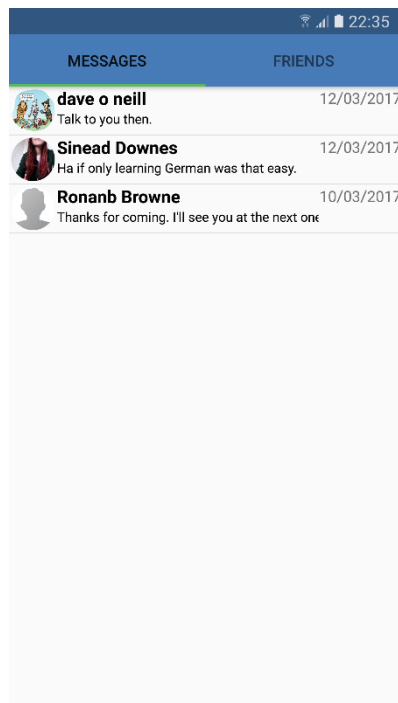 22:35
MESSAGES FRIENDS
dave o neill 12/03/2017
Talk to you then.
Sinead Downes 12/03/2017
Ha if only learning German was that easy.
Ronanb Browne 10/03/2017
Thanks for coming. I'll see you at the next one